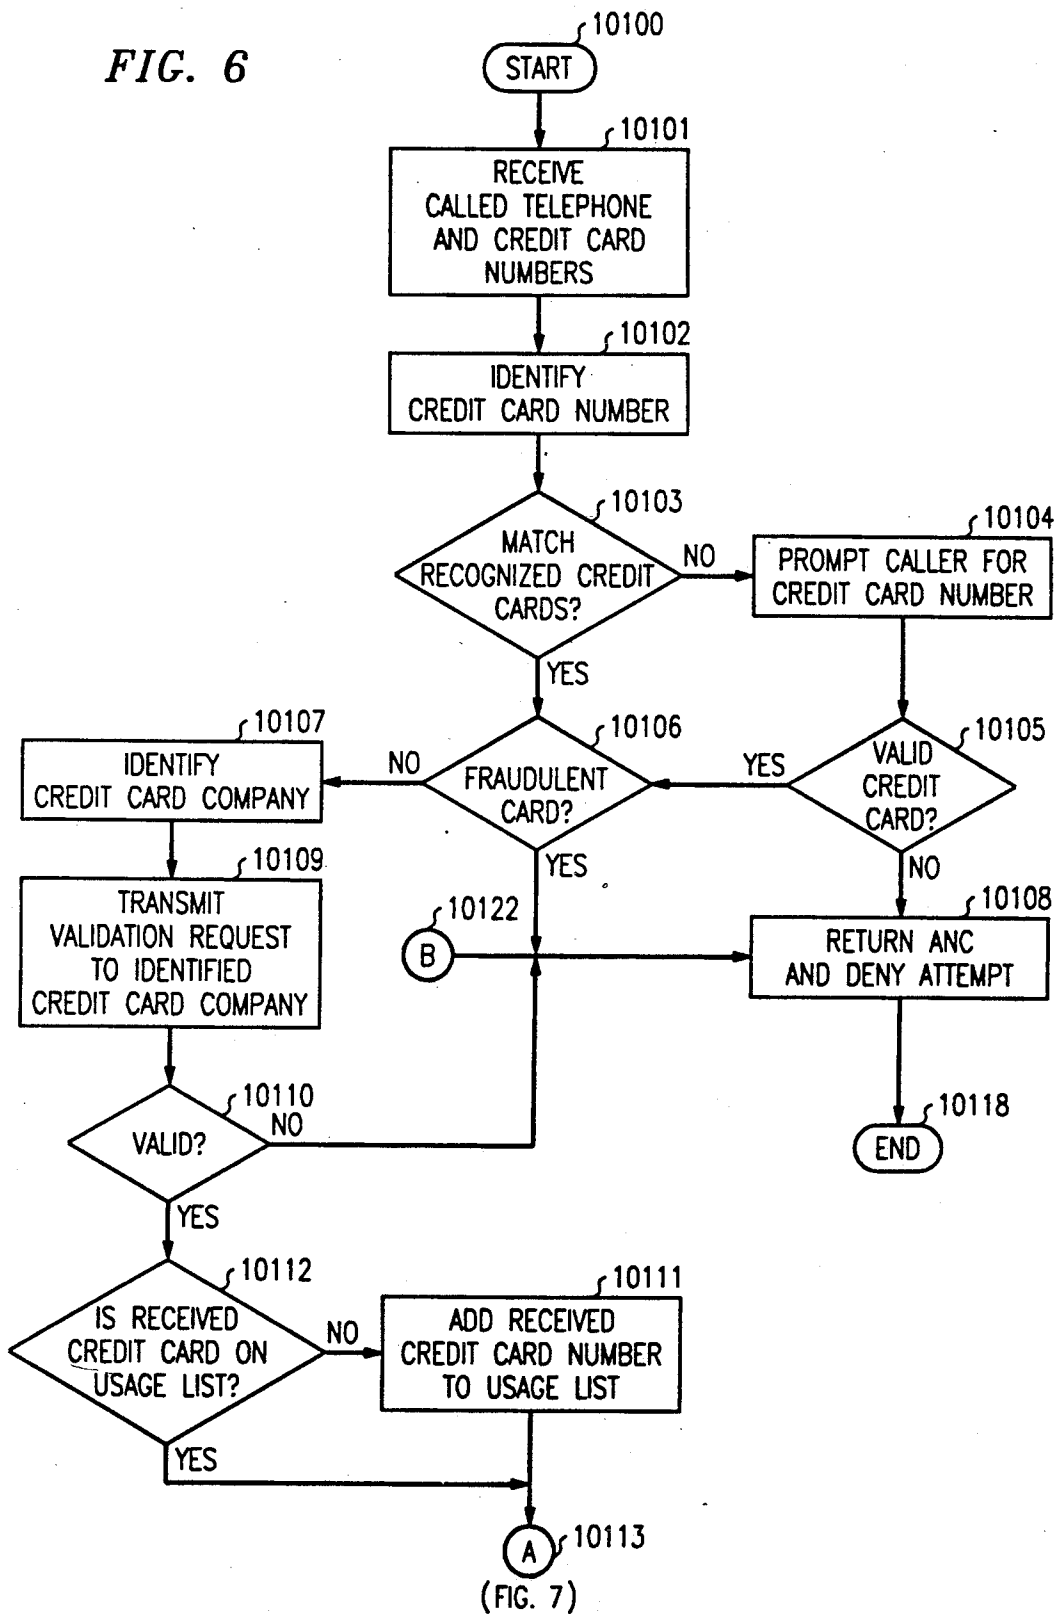 FIG. 6
10100
START
10101
RECEIVE
CALLED TELEPHONE
AND CREDIT CARD
NUMBERS
10102
IDENTIFY
CREDIT CARD NUMBER
10103
MATCH
RECOGNIZED CREDIT
CARDS?
NO
YES
10104
PROMPT CALLER FOR
CREDIT CARD NUMBER
10105
VALID
CREDIT
CARD?
YES
NO
10106
FRAUDULENT
CARD?
NO
YES
10107
IDENTIFY
CREDIT CARD COMPANY
10109
TRANSMIT
VALIDATION REQUEST
TO IDENTIFIED
CREDIT CARD COMPANY
10122
B
10108
RETURN ANC
AND DENY ATTEMPT
10118
END
10110
VALID?
NO
YES
10112
IS RECEIVED
CREDIT CARD ON
USAGE LIST?
NO
YES
10111
ADD RECEIVED
CREDIT CARD NUMBER
TO USAGE LIST
A
10113
(FIG. 7)